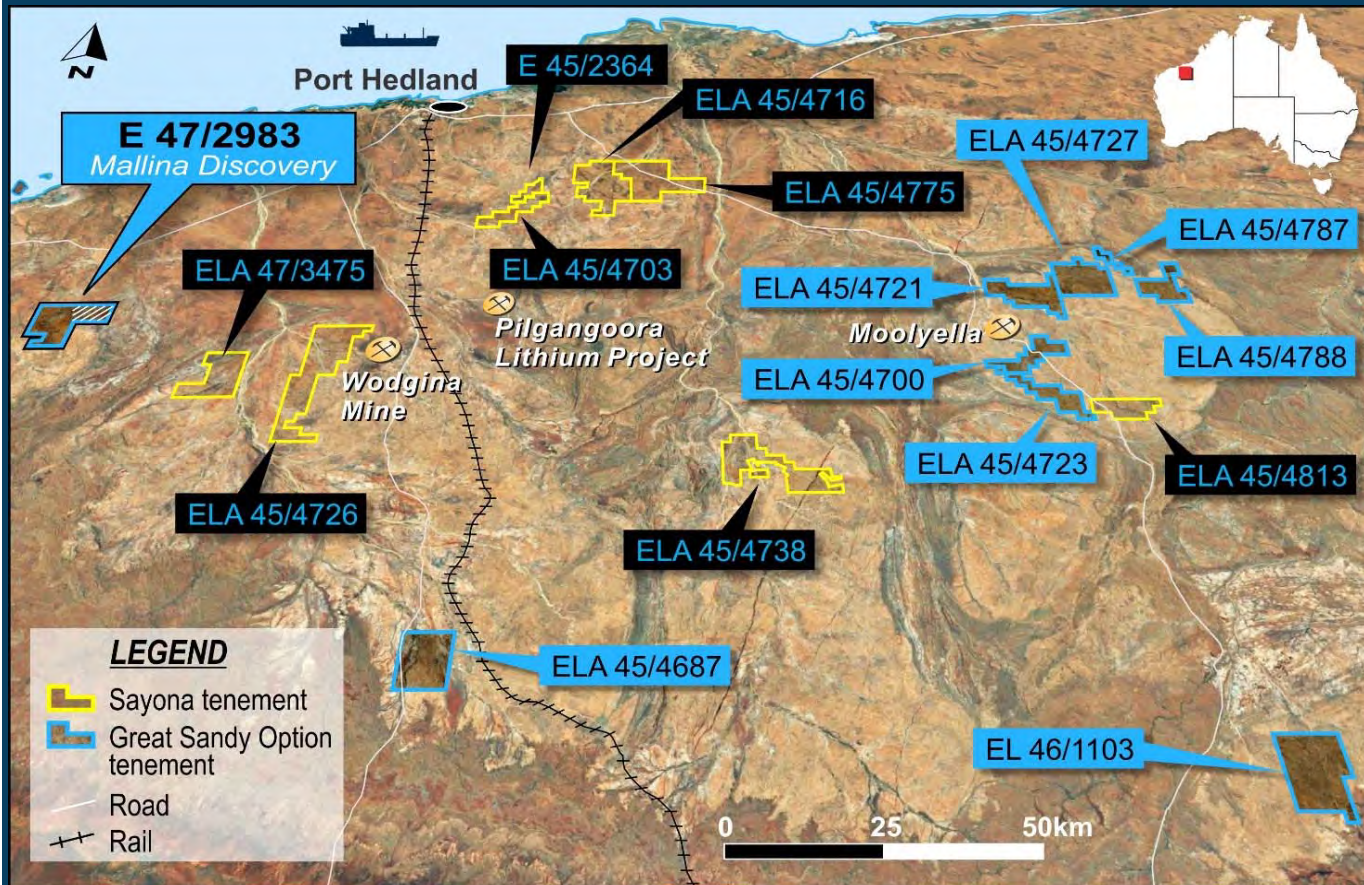 N
Port Hedland
E 45/2364
ELA 45/4716
E 47/2983
Mallina Discovery
ELA 45/4727
ELA 45/4775
ELA 45/4787
ELA 47/3475
ELA 45/4703
ELA 45/4721
Pilgangoora
Lithium Project
Moolyella
ELA 45/4788
Wodgina
Mine
ELA 45/4700
ELA 45/4723
ELA 45/4813
ELA 45/4726
ELA 45/4738
LEGEND
Sayona tenement
Great Sandy Option
tenement
Road
Rail
ELA 45/4687
EL 46/1103
0 25 50km